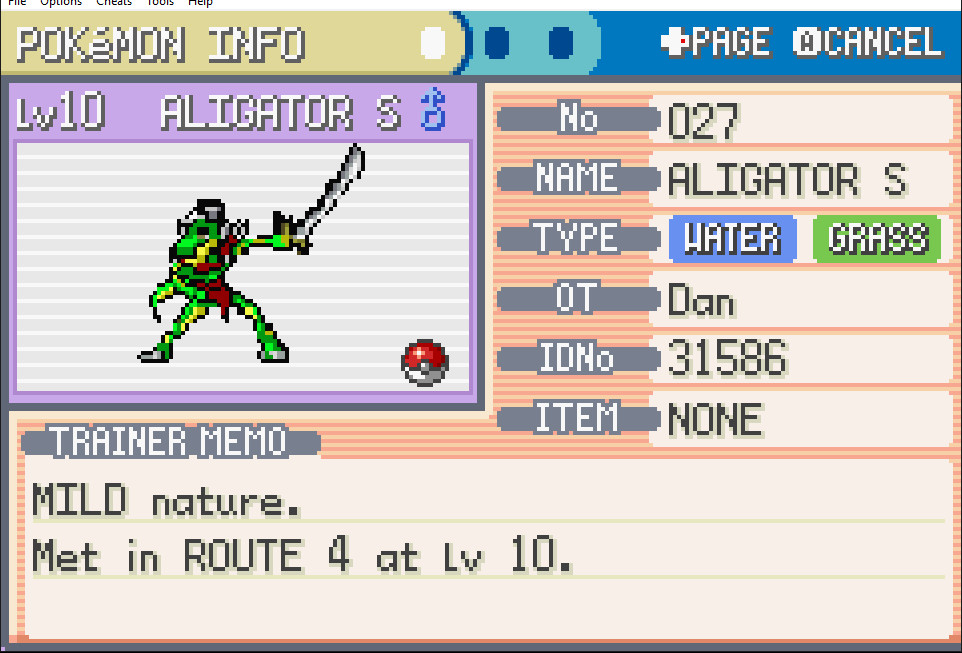 File Options Cheats Tools Help
POKéMON INFO PAGE A CANCEL
Lv10 ALIGATOR S ♂
No 027
NAME ALIGATOR S
TYPE WATER GRASS
OT Dan
IDNo 31586
ITEM NONE
TRAINER MEMO
MILD nature.
Met in ROUTE 4 at Lv 10.